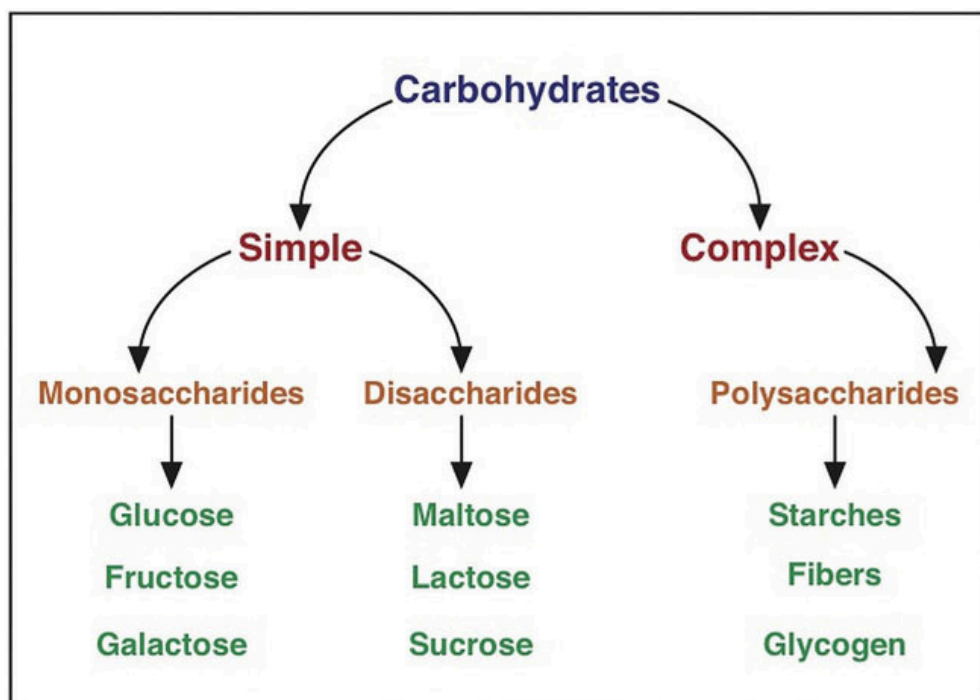 Carbohydrates
Simple
Complex
Monosaccharides
Disaccharides
Polysaccharides
Glucose
Maltose
Starches
Fructose
Lactose
Fibers
Galactose
Sucrose
Glycogen